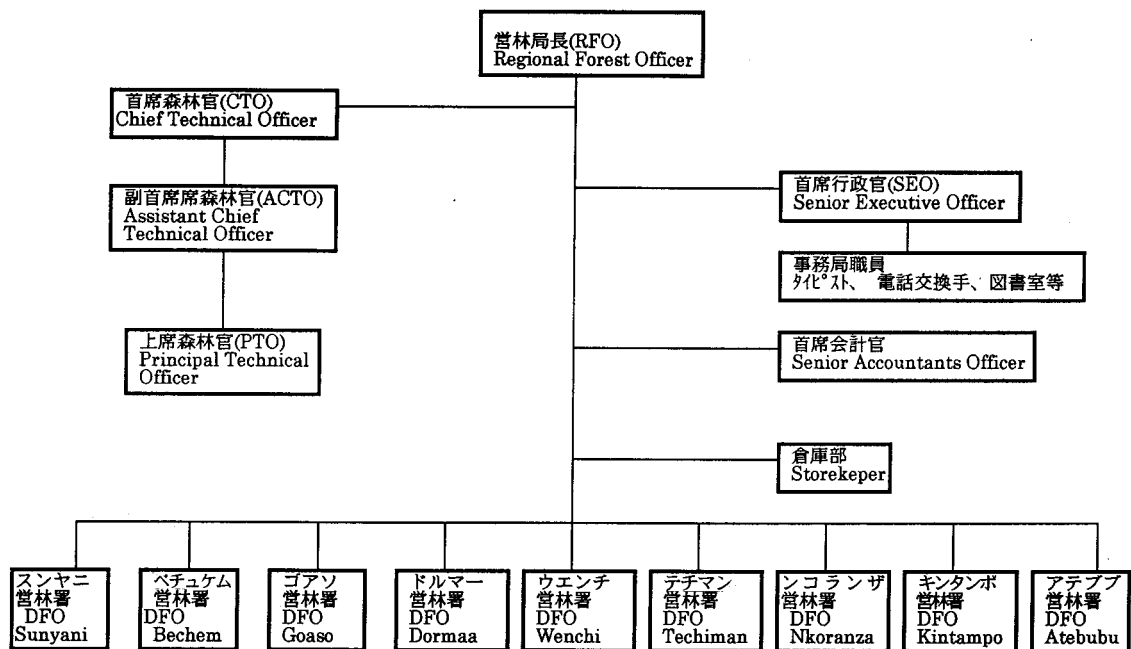 営林局長(RFO)
Regional Forest Officer
首席森林官(CTO)
Chief Technical Officer
副首席席森林官(ACTO)
Assistant Chief
Technical Officer
首席行政官(SEO)
Senior Executive Officer
事務局職員
ﾀｲﾋﾟｽﾄ、 電話交換手、図書室等
上席森林官(PTO)
Principal Technical
Officer
首席会計官
Senior Accountants Officer
倉庫部
Storekeper
スンヤニ
営林署
DFO
Sunyani
ベチュケム
営林署
DFO
Bechem
ゴアソ
営林署
DFO
Goaso
ドルマー
営林署
DFO
Dormaa
ウエンチ
営林署
DFO
Wenchi
テチマン
営林署
DFO
Techiman
ンコランザ
営林署
DFO
Nkoranza
キンタンポ
営林署
DFO
Kintampo
アテブブ
営林署
DFO
Atebubu